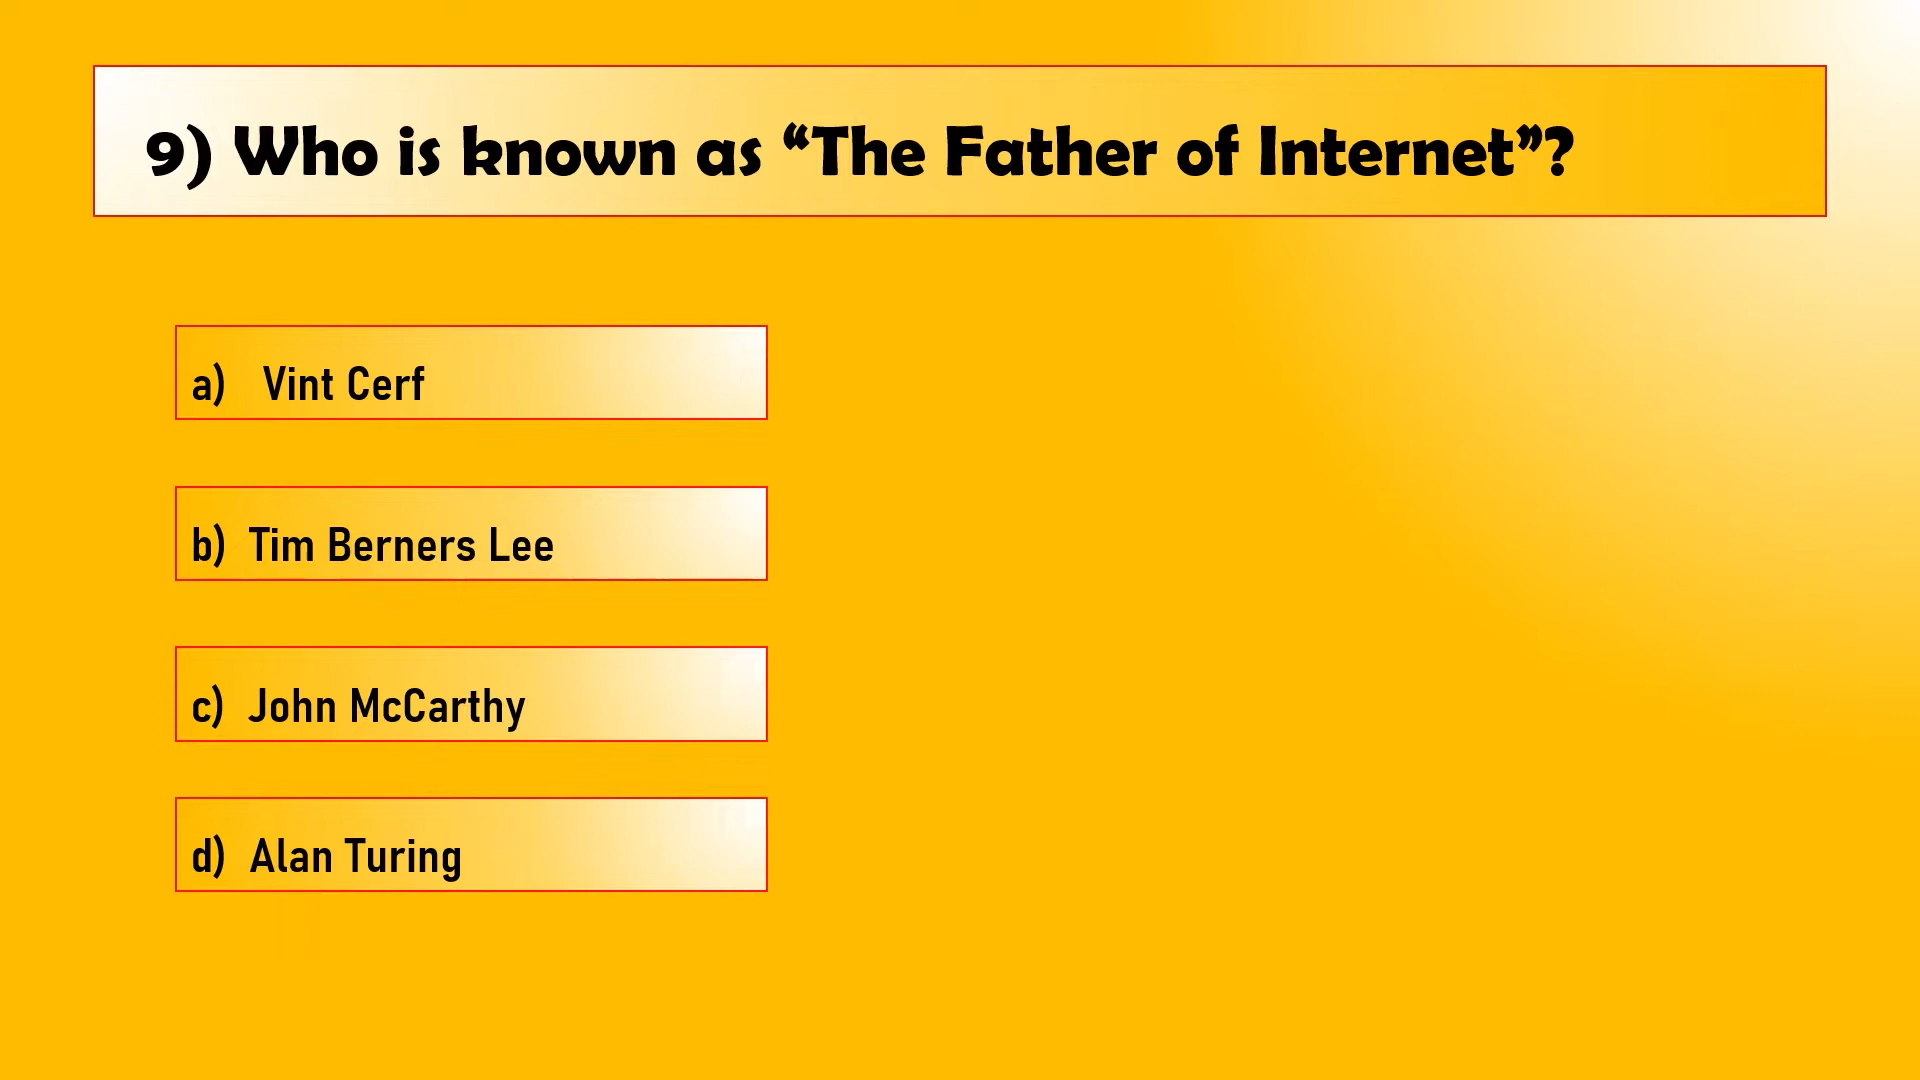 9) Who is known as “The Father of Internet”?
a) Vint Cerf
b) Tim Berners Lee
c) John McCarthy
d) Alan Turing